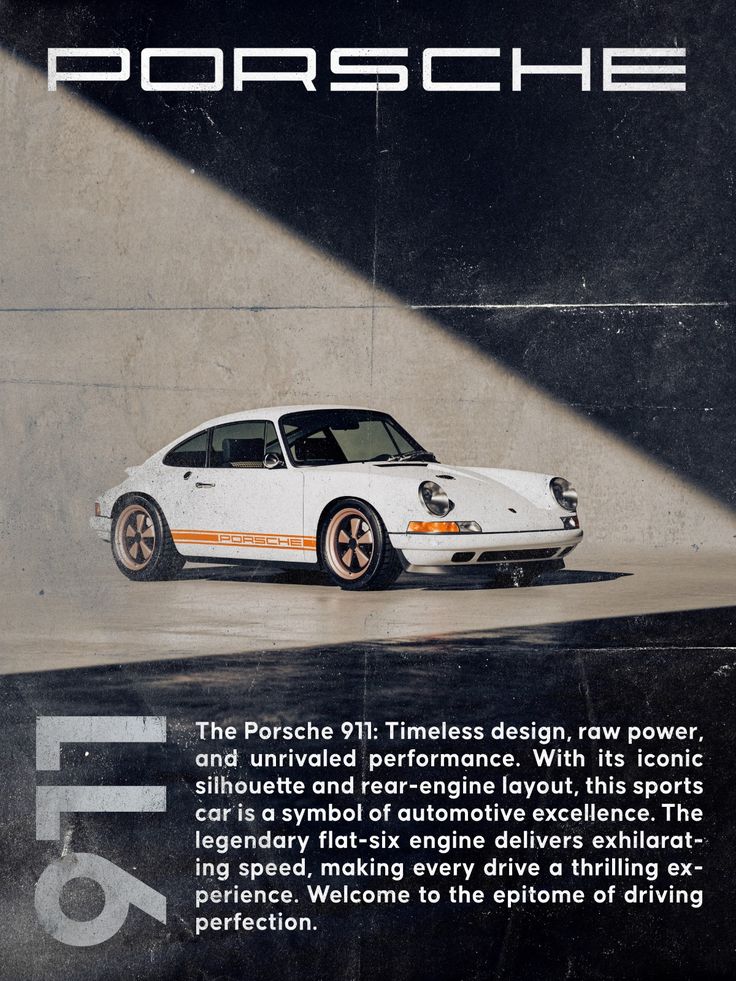 PORSCHE
PORSCHE
911
The Porsche 911: Timeless design, raw power,
and unrivaled performance. With its iconic
silhouette and rear-engine layout, this sports
car is a symbol of automotive excellence. The
legendary flat-six engine delivers exhilarat-
ing speed, making every drive a thrilling ex-
perience. Welcome to the epitome of driving
perfection.